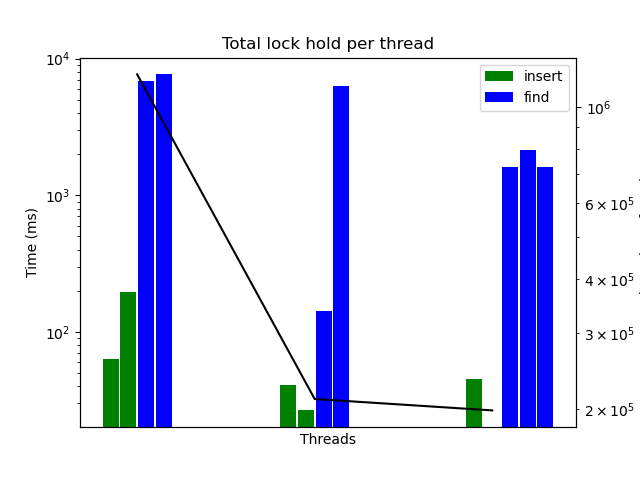 Total lock hold per thread
10⁴
10³
10²
Time (ms)
Threads
insert
find
10⁶
6 × 10⁵
4 × 10⁵
3 × 10⁵
2 × 10⁵